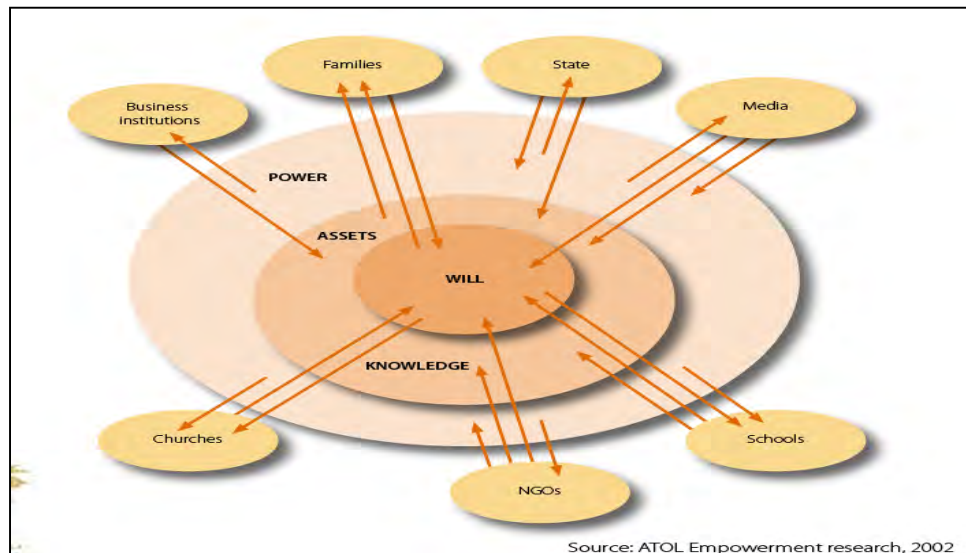 Families
State
Business
institutions
Media
POWER
ASSETS
WILL
KNOWLEDGE
Churches
Schools
NGOs
Source: ATOL Empowerment research, 2002